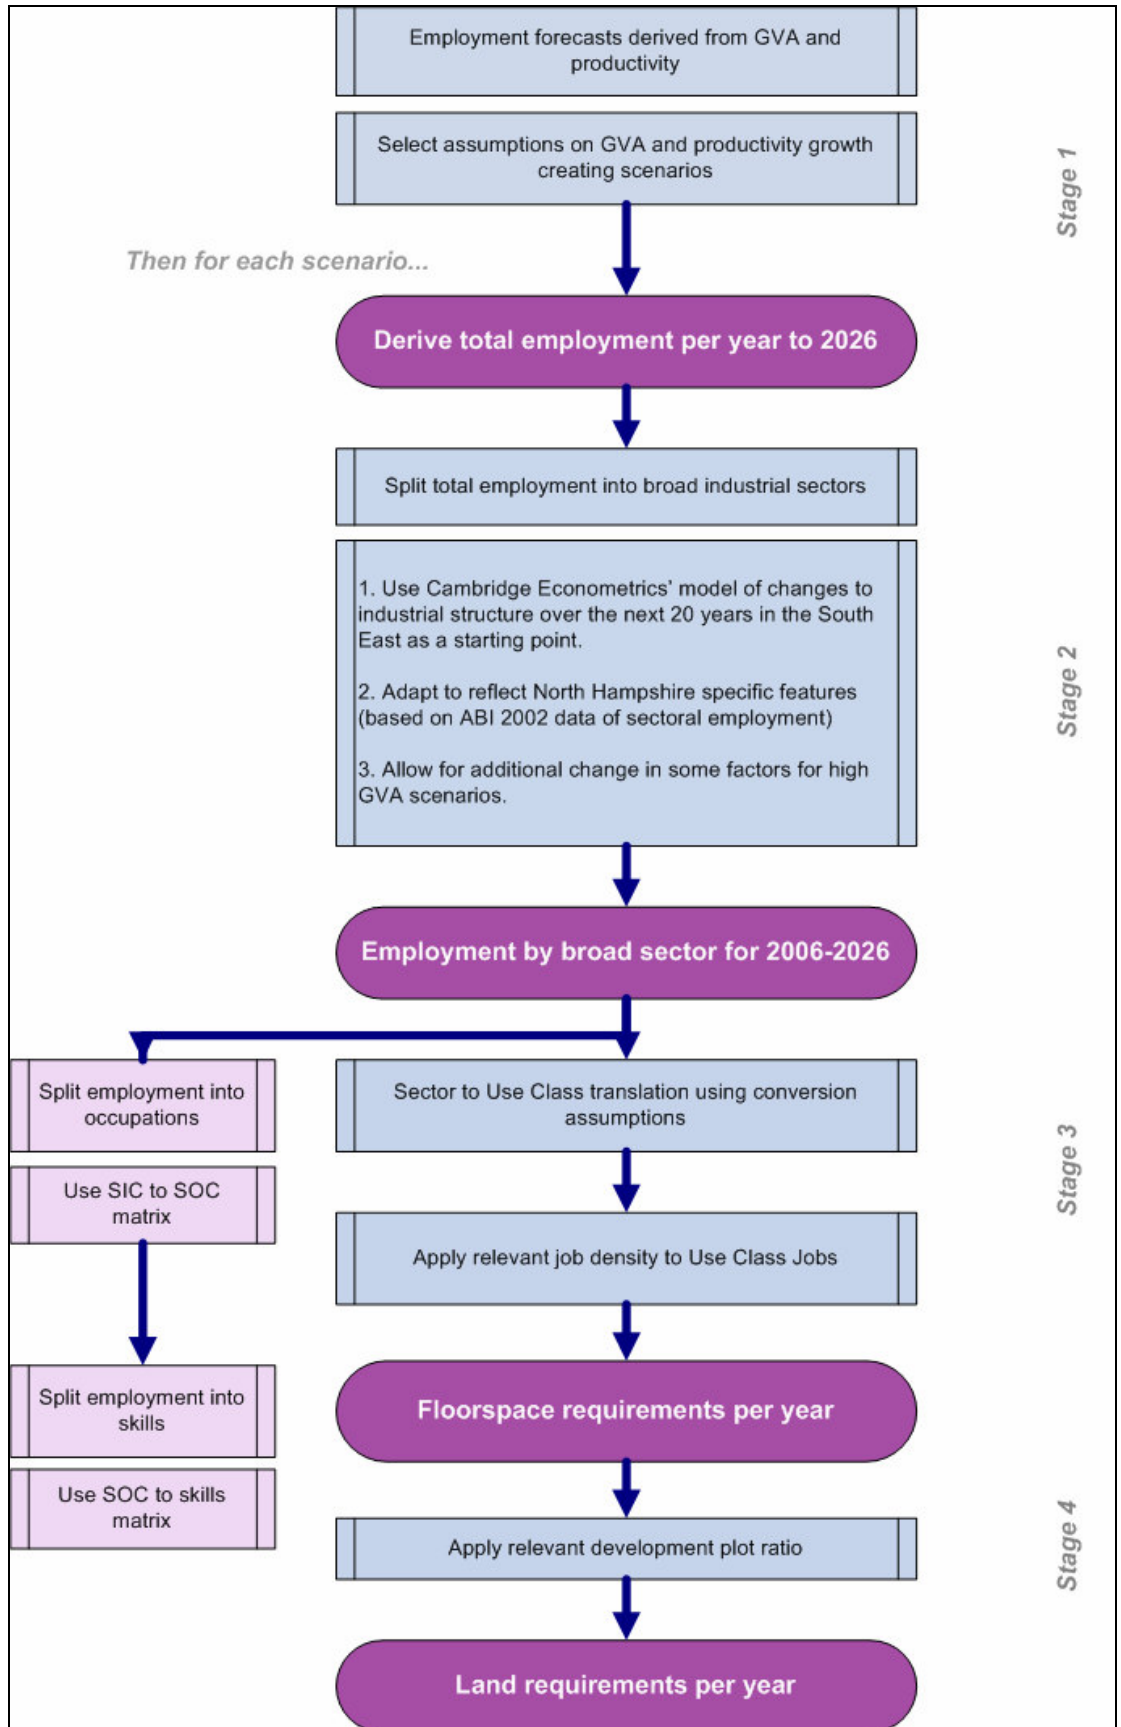 Employment forecasts derived from GVA and
productivity
Select assumptions on GVA and productivity growth
creating scenarios
Stage 1
Then for each scenario...
Derive total employment per year to 2026
Split total employment into broad industrial sectors
1. Use Cambridge Econometrics' model of changes to
industrial structure over the next 20 years in the South
East as a starting point.
2. Adapt to reflect North Hampshire specific features
(based on ABI 2002 data of sectoral employment)
3. Allow for additional change in some factors for high
GVA scenarios.
Stage 2
Employment by broad sector for 2006-2026
Split employment into
occupations
Use SIC to SOC
matrix
Split employment into
skills
Use SOC to skills
matrix
Sector to Use Class translation using conversion
assumptions
Apply relevant job density to Use Class Jobs
Stage 3
Floorspace requirements per year
Apply relevant development plot ratio
Stage 4
Land requirements per year